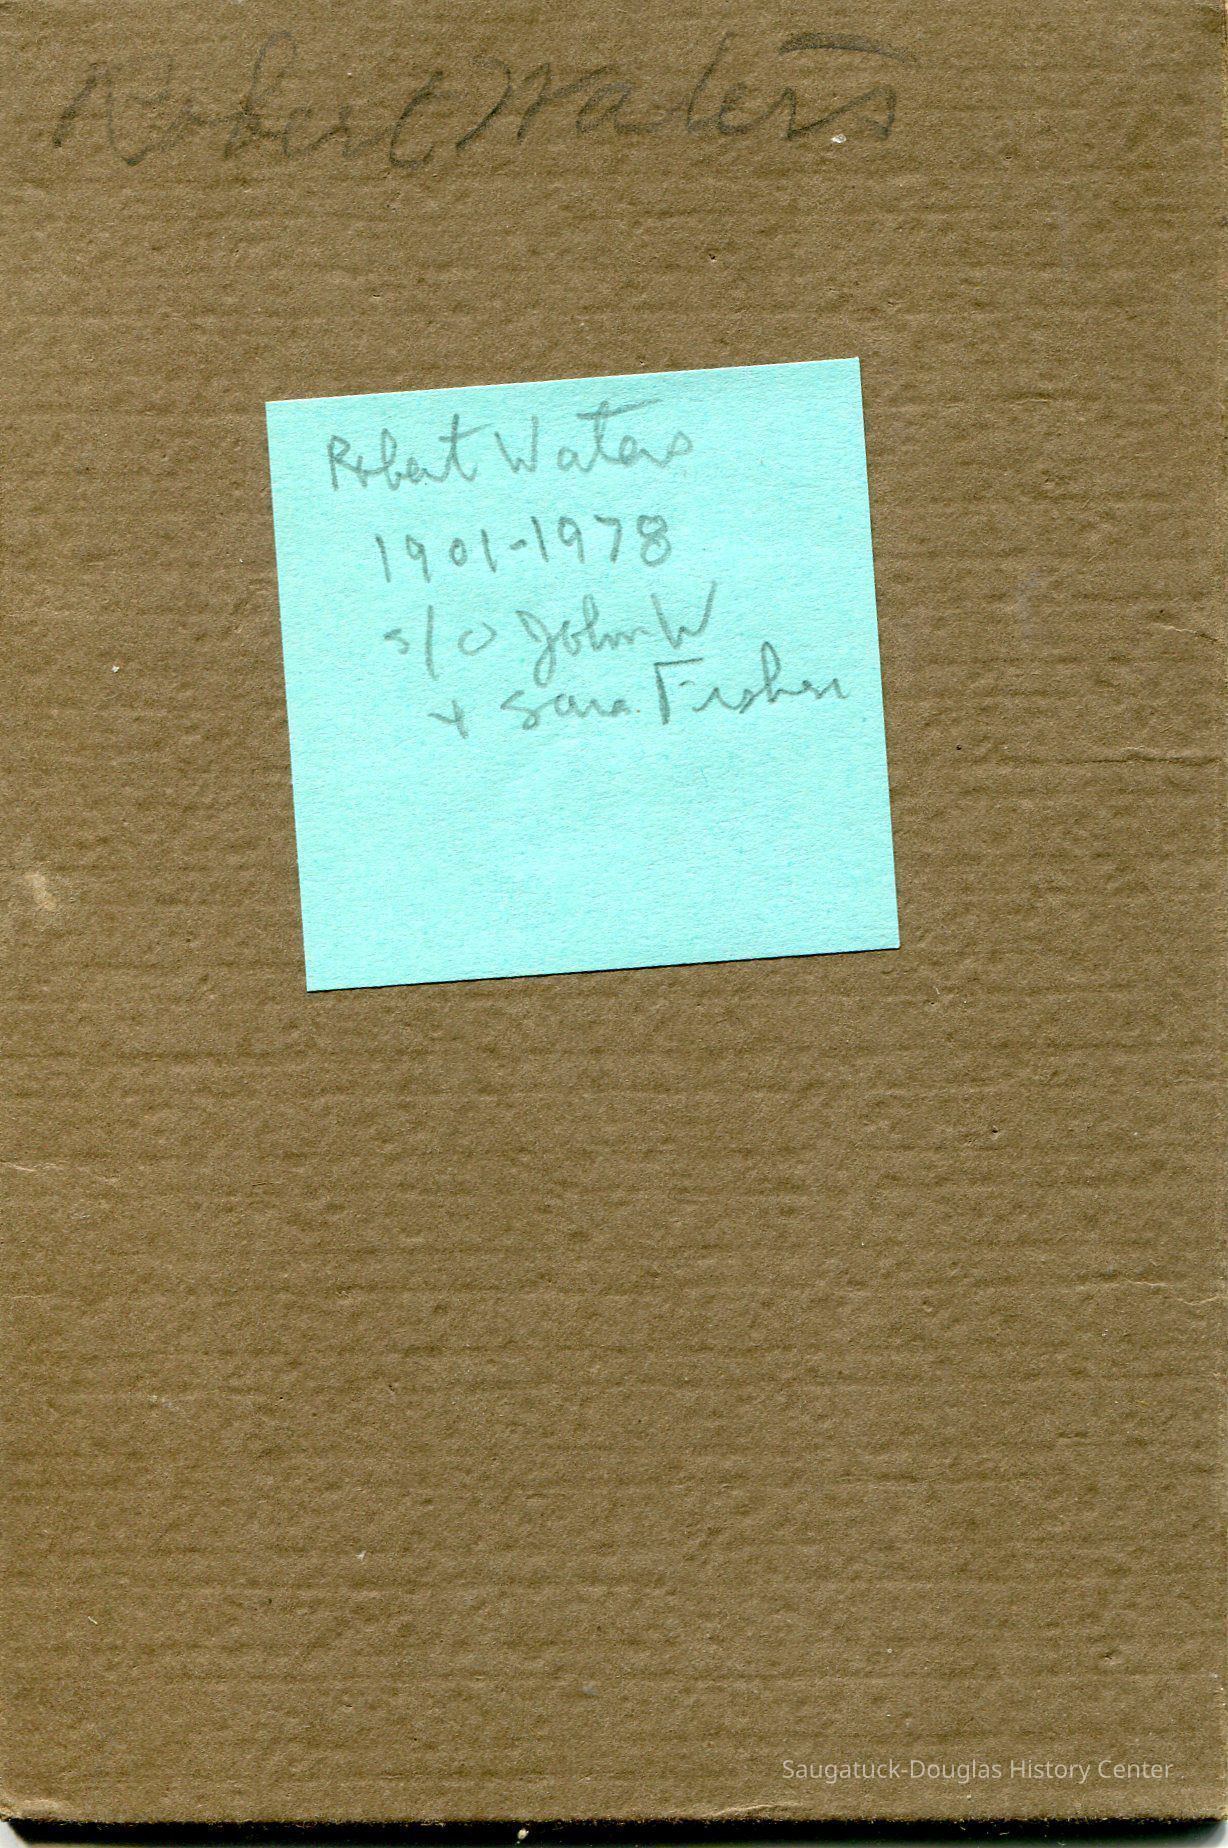 Robert Waters
Robert Waters
1901-1978
s/o John W
+ Sara Fisher
Saugatuck-Douglas History Center